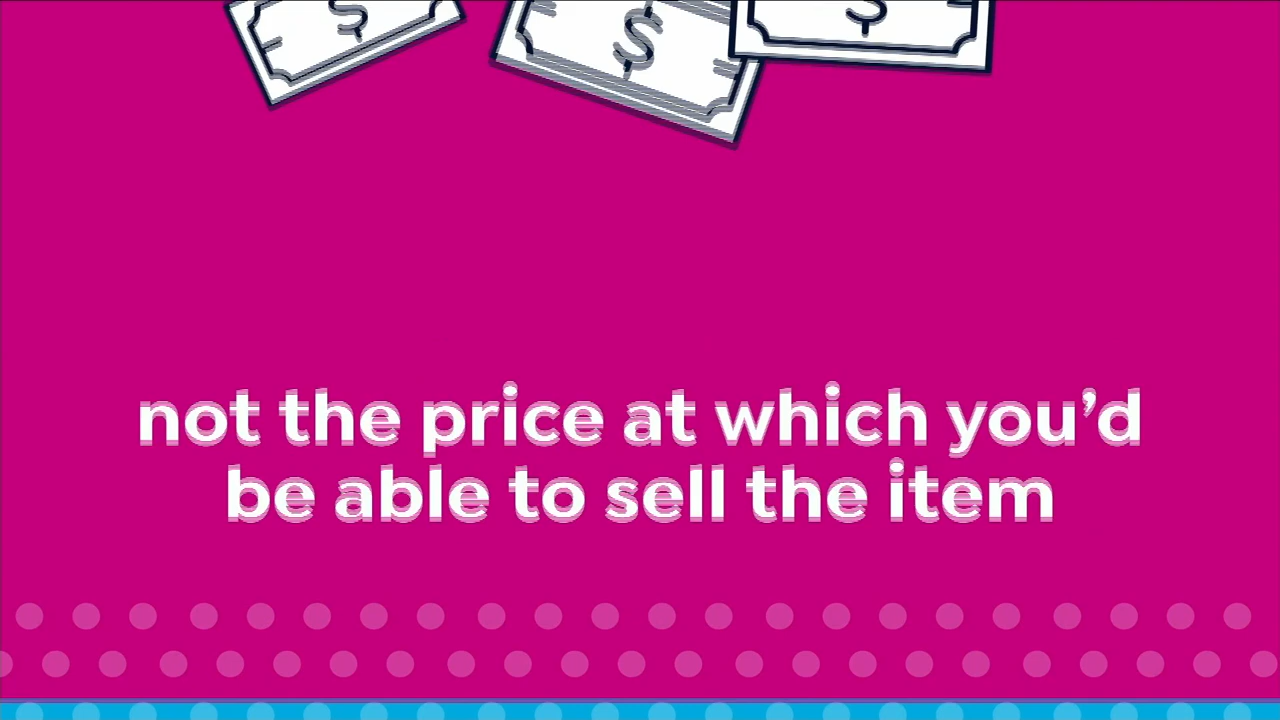 $ $ $
not the price at which you’d
be able to sell the item